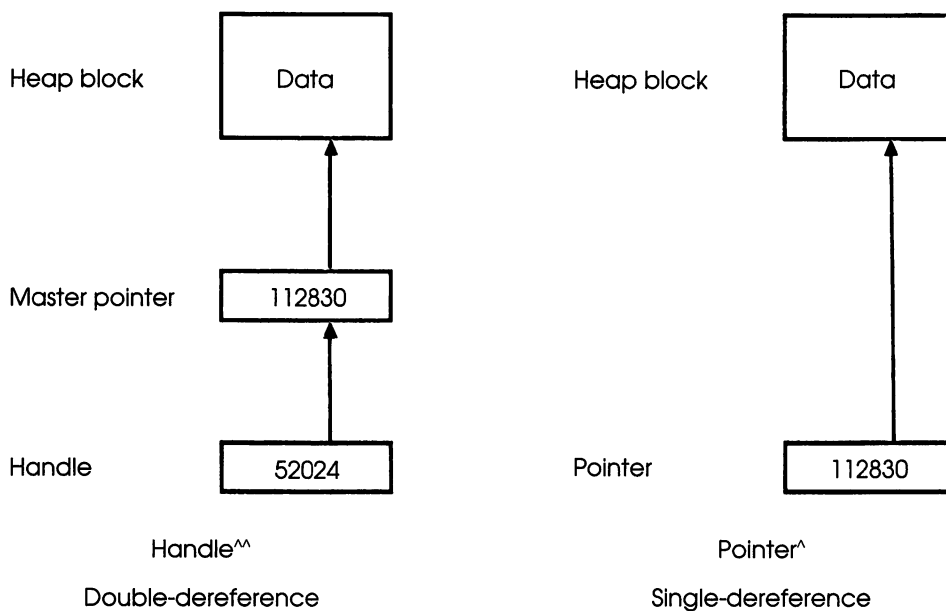 Heap block
Data
Master pointer
112830
Handle
52024
Handle^^
Double-dereference
Heap block
Data
Pointer
112830
Pointer^
Single-dereference